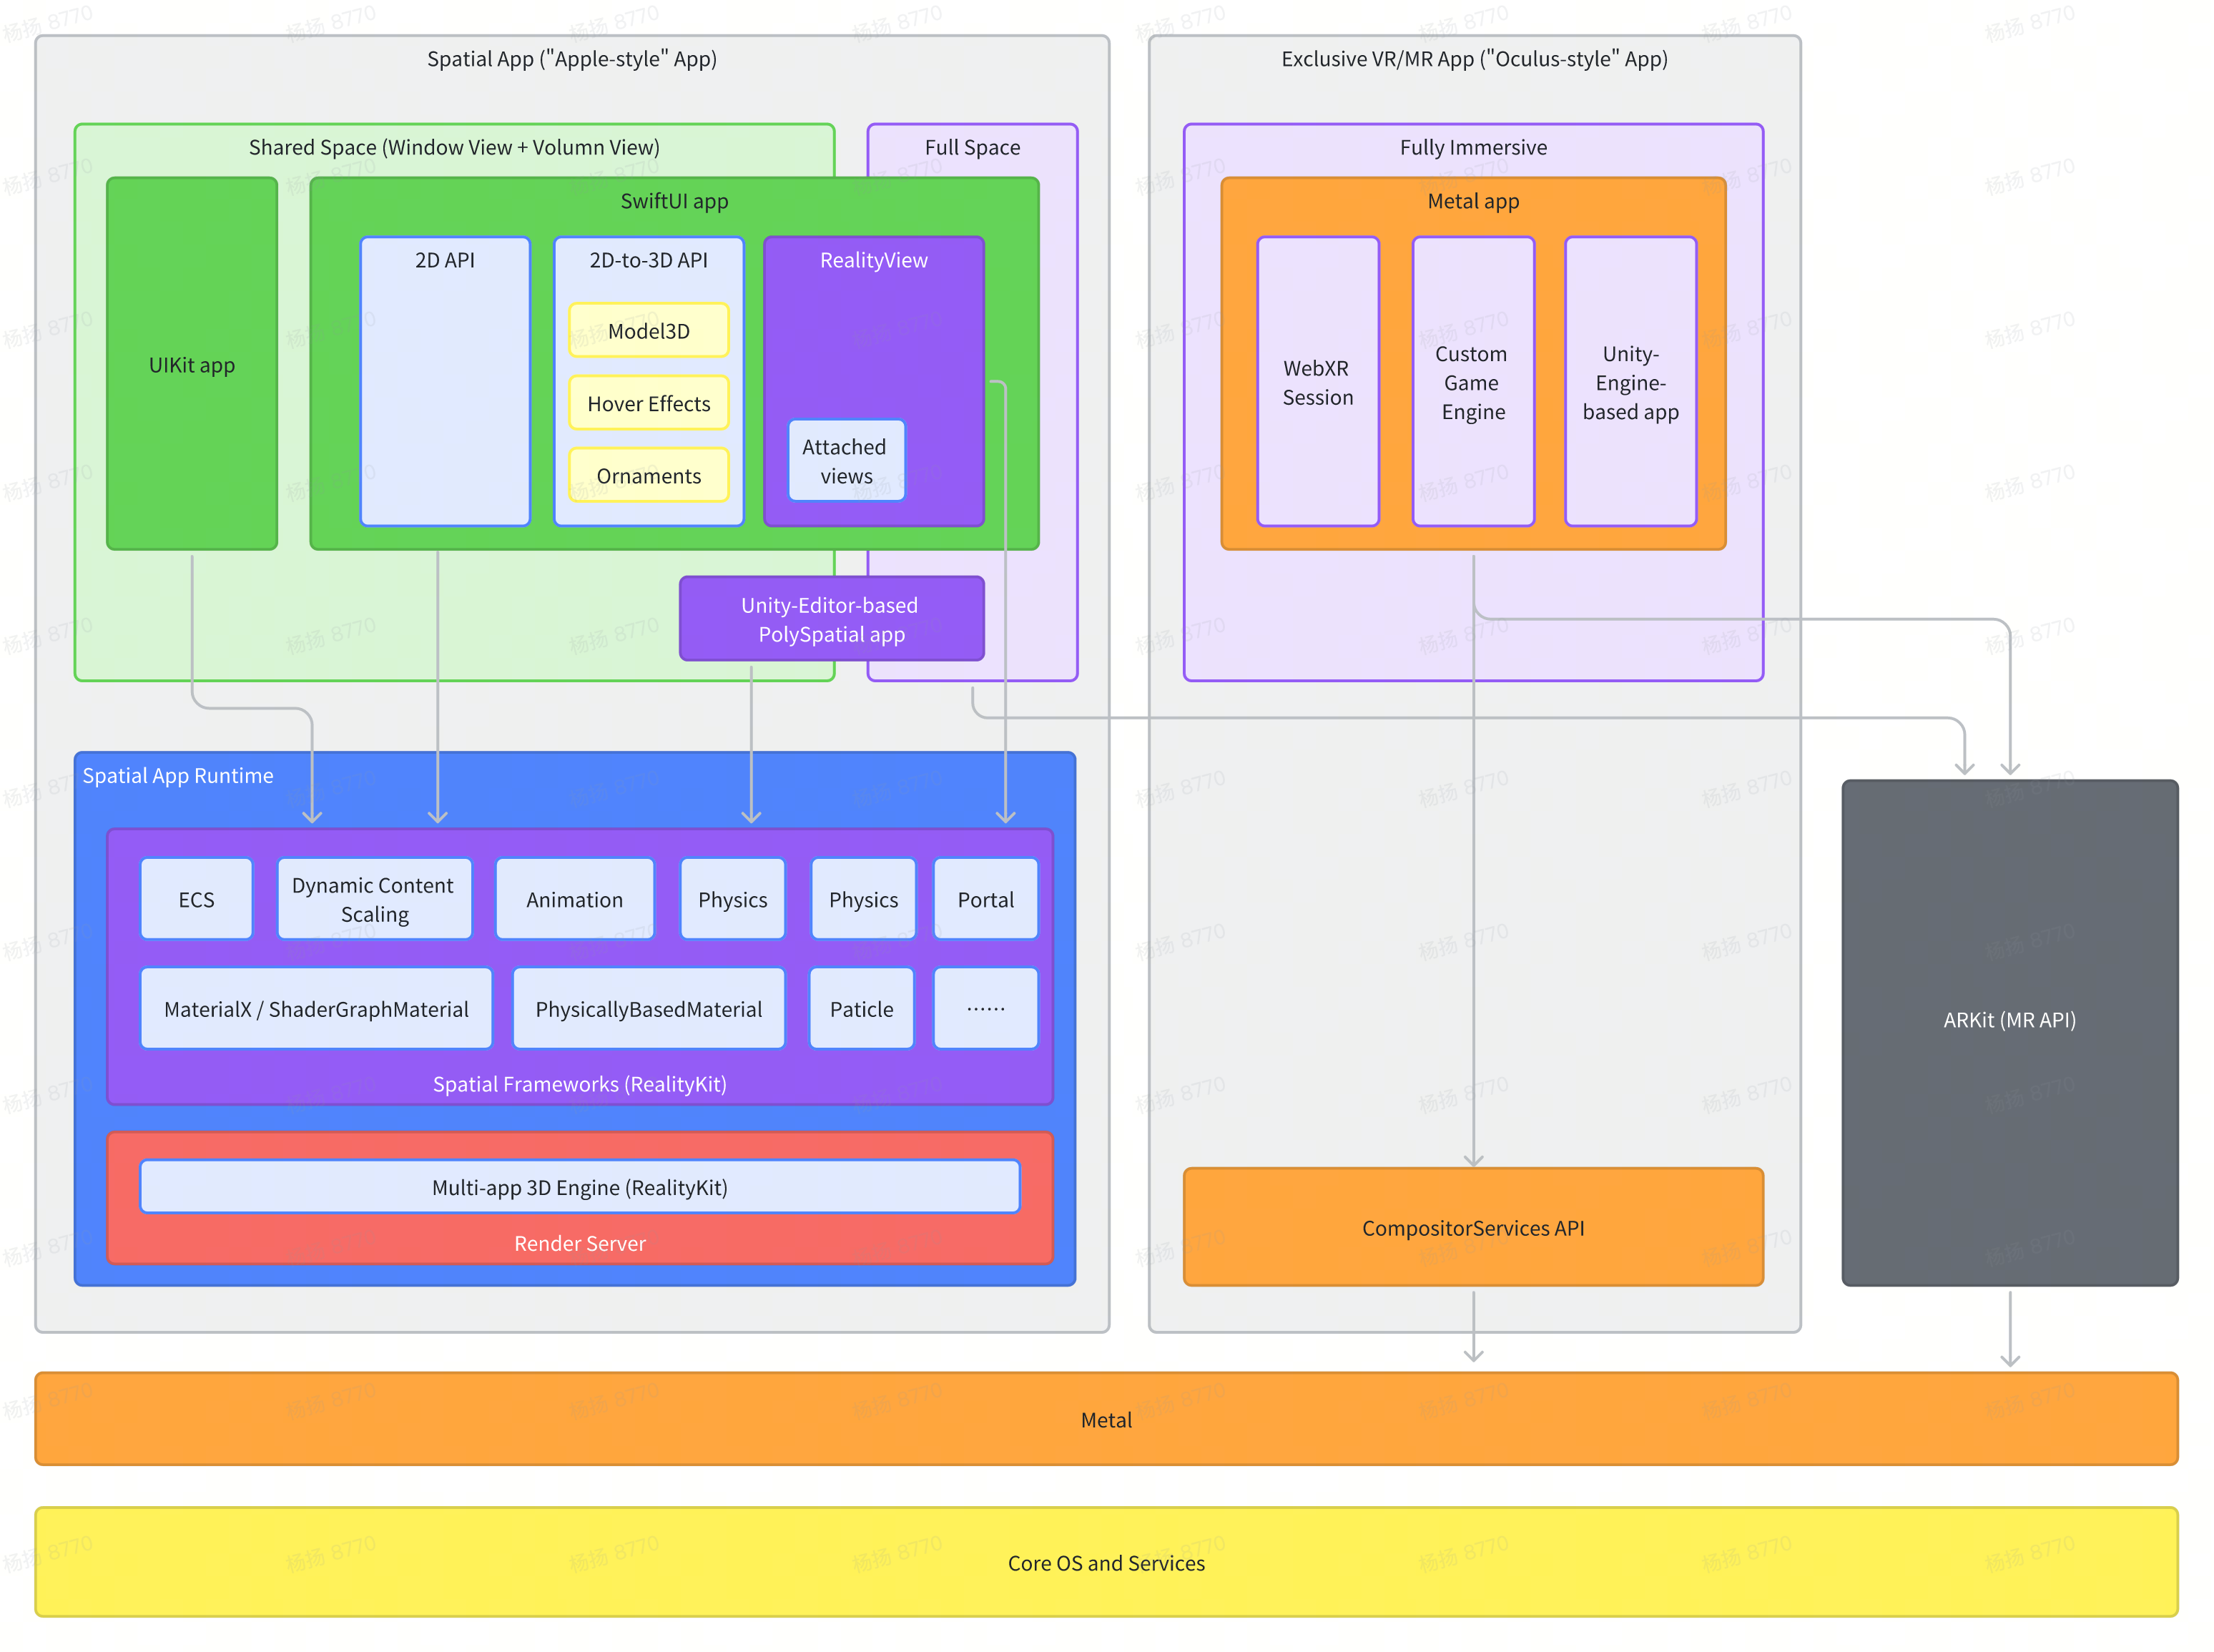 Spatial App ("Apple-style" App)
Shared Space (Window View + Volumn View)
Full Space
UIKit app
SwiftUI app
2D API
2D-to-3D API
Model3D
Hover Effects
Ornaments
RealityView
Attached
views
Unity-Editor-based
PolySpatial app
Spatial App Runtime
ECS
Dynamic Content
Scaling
Animation
Physics
Physics
Portal
MaterialX / ShaderGraphMaterial
PhysicallyBasedMaterial
Paticle
......
Spatial Frameworks (RealityKit)
Multi-app 3D Engine (RealityKit)
Render Server
Exclusive VR/MR App ("Oculus-style" App)
Fully Immersive
Metal app
WebXR
Session
Custom
Game
Engine
Unity-
Engine-
based app
CompositorServices API
ARKit (MR API)
Metal
Core OS and Services
杨扬 8770